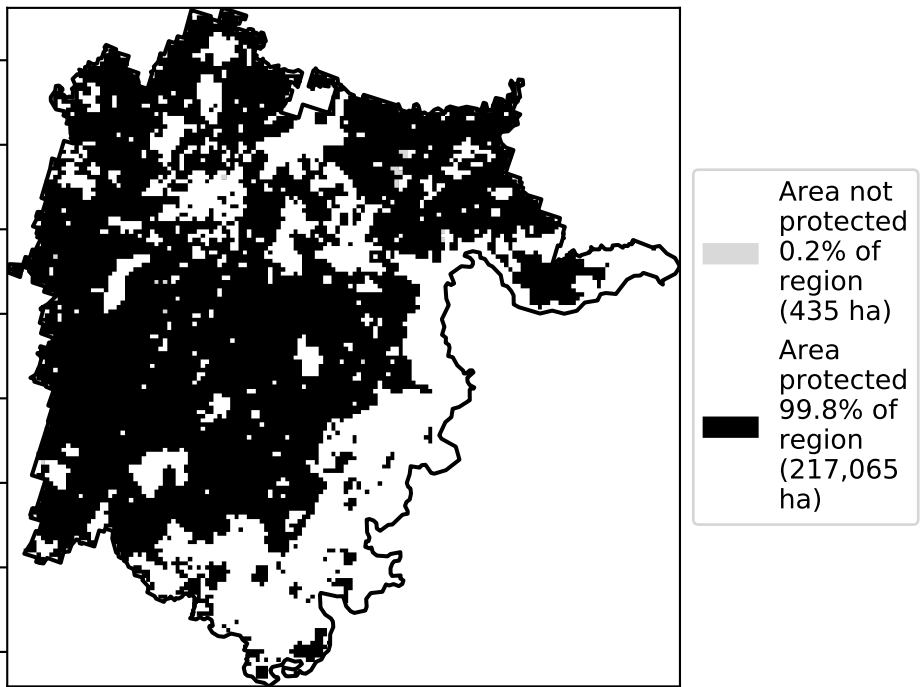 Area not
protected
0.2% of
region
(435 ha)
Area
protected
99.8% of
region
(217,065
ha)